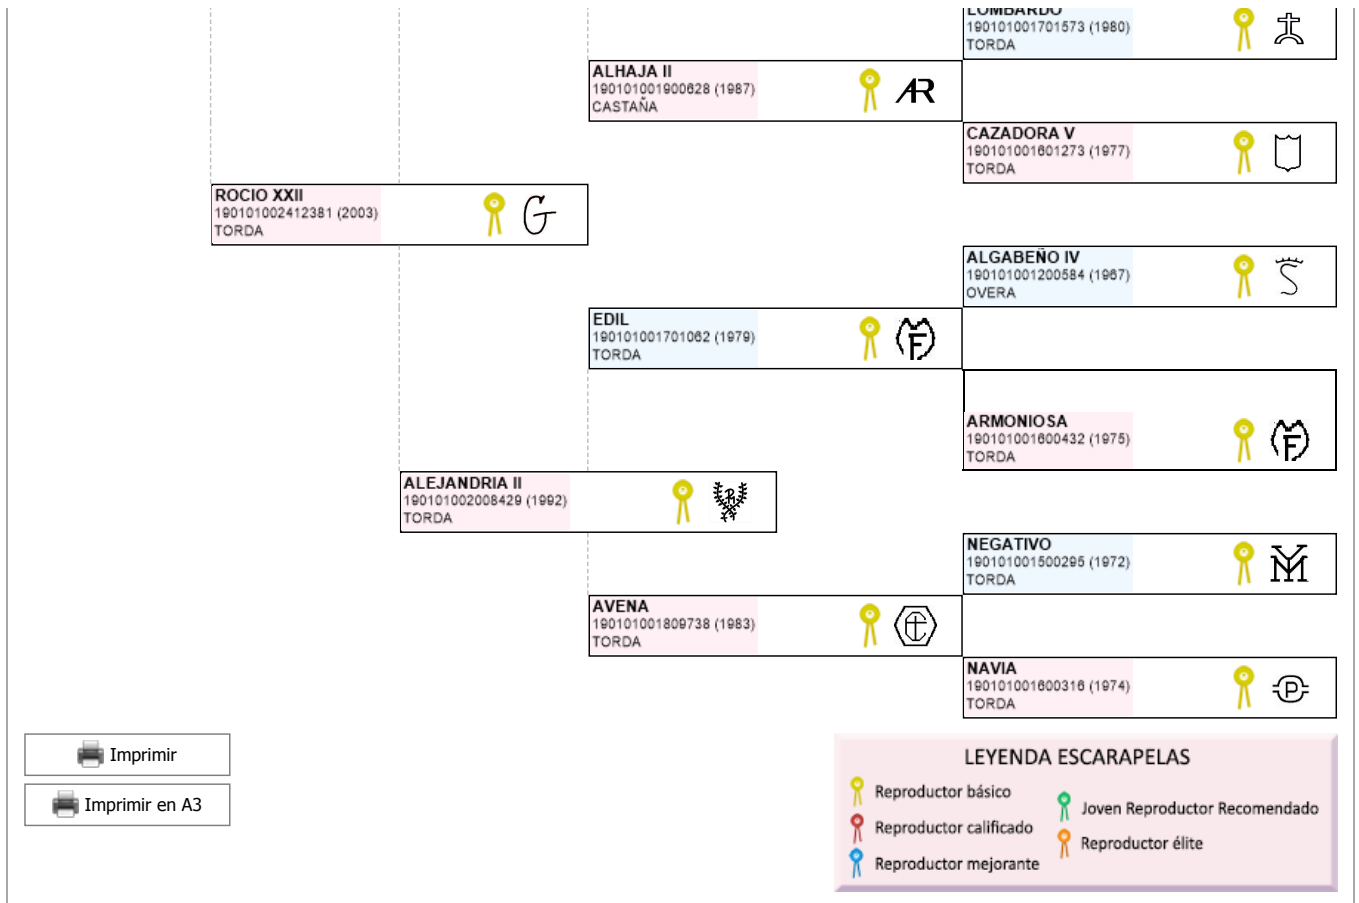 LOMBARDO
190101001701573 (1980)
TORDA
ALHAJA II
190101001900628 (1987)
CASTAÑA
AR
CAZADORA V
190101001601273 (1977)
TORDA
ROCIO XXII
190101002412381 (2003)
TORDA
G
ALGABEÑO IV
190101001200584 (1967)
OVERA
S
EDIL
190101001701062 (1979)
TORDA
F
ARMONIOSA
190101001600432 (1975)
TORDA
F
ALEJANDRIA II
190101002008429 (1992)
TORDA
NEGATIVO
190101001500295 (1972)
TORDA
YM
AVENA
190101001809738 (1983)
TORDA
NAVIA
190101001600316 (1974)
TORDA
P
Imprimir
Imprimir en A3
LEYENDA ESCARAPELAS
Reproductor básico
Reproductor calificado
Reproductor mejorante
Joven Reproductor Recomendado
Reproductor élite